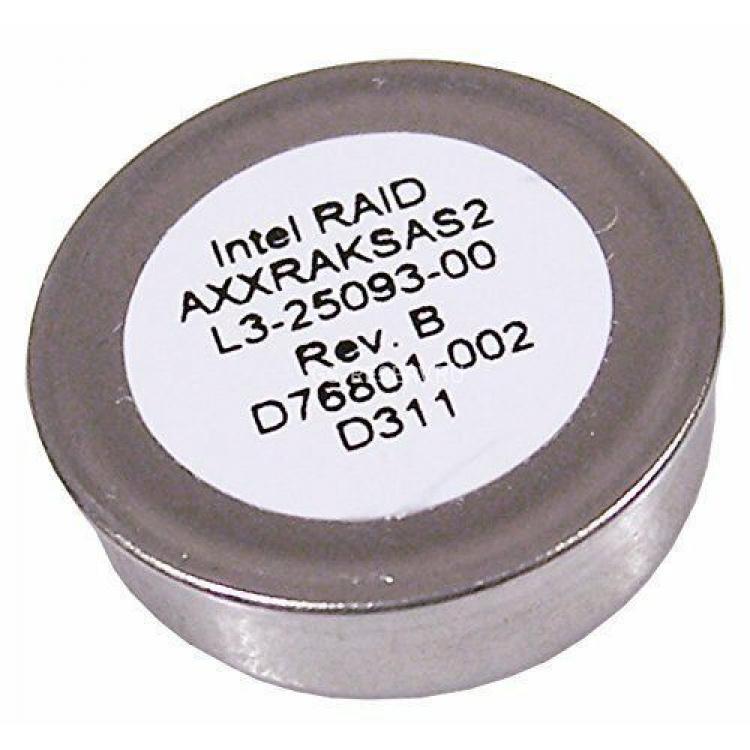 Intel RAID
AXXRAKSAS2
L3-25093-00
Rev. B
D76801-002
D311